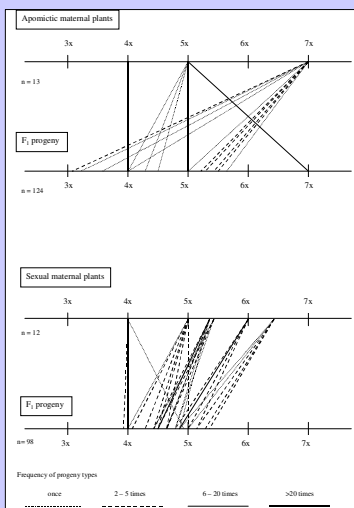 Apomictic maternal plants
3x 4x 5x 7x
n = 13
F1 progeny
3x 4x 5x 7x
n = 124
Sexual maternal plants
3x 4x 5x 6x 7x
n = 12
F1 progeny
3x 4x 5x 6x 7x
n= 98
Frequency of progeny types
once 2 – 5 times 6 – 20 times >20 times